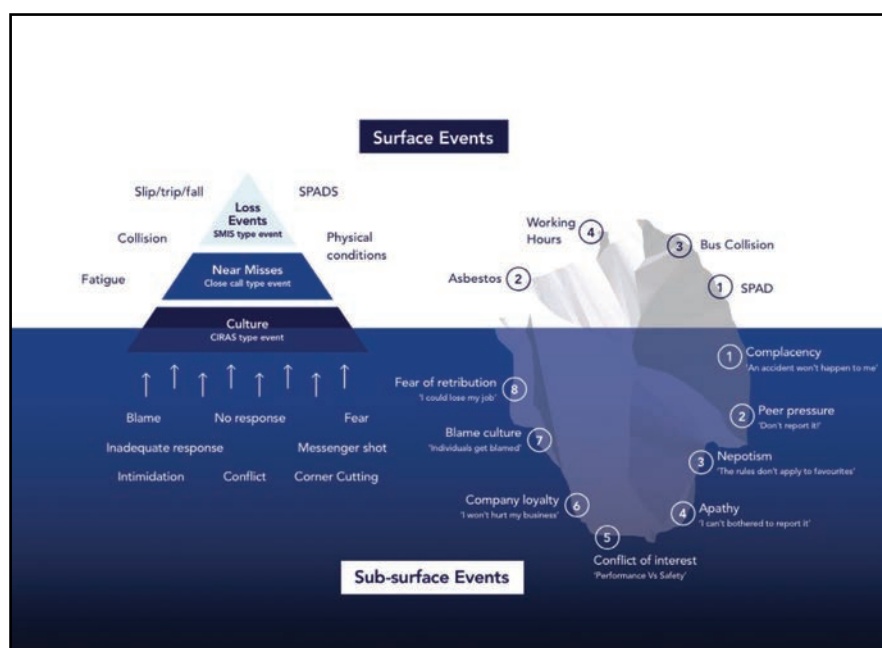 Surface Events
Slip/trip/fall
SPADS
Loss
Events
SMIS type event
Collision
Physical
conditions
Near Misses
Close call type event
Fatigue
Culture
CIRAS type event
Blame
No response
Fear
Inadequate response
Messenger shot
Intimidation
Conflict
Corner Cutting
Working
Hours
4
3
Bus Collision
Asbestos
2
1
SPAD
1
Complacency
'An accident won't happen to me'
Fear of retribution
'I could lose my job'
8
2
Peer pressure
'Don't report it!'
Blame culture
'Individuals get blamed'
7
3
Nepotism
'The rules don't apply to favourites'
Company loyalty
'I won't hurt my business'
6
4
Apathy
'I can't bothered to report it'
5
Conflict of interest
'Performance Vs Safety'
Sub-surface Events